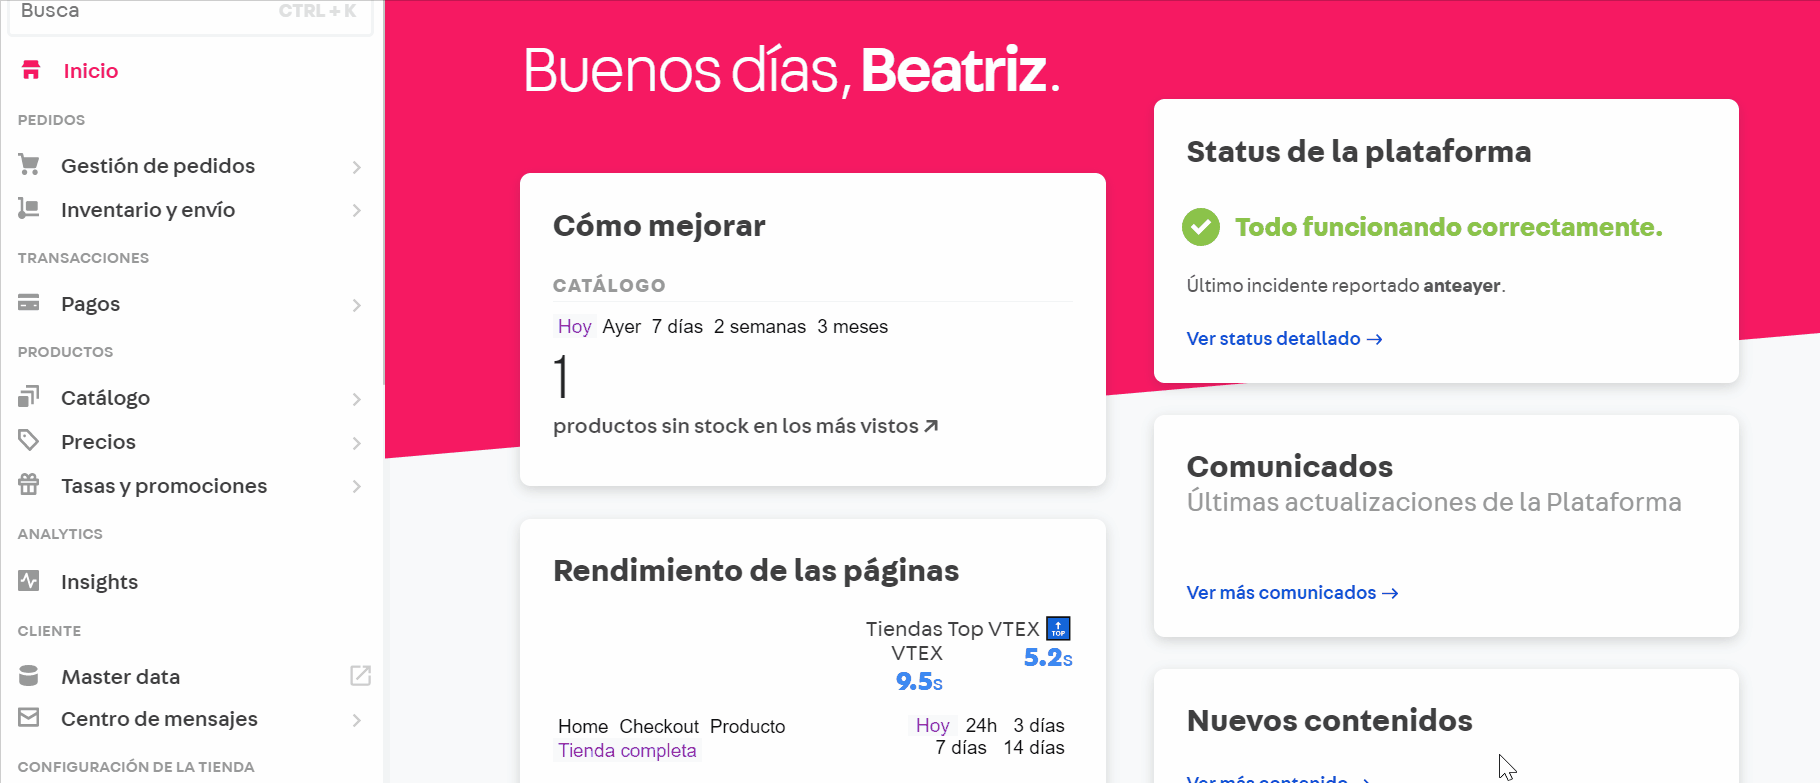 Busca CTRL + K
Inicio
PEDIDOS
Gestión de pedidos
Inventario y envío
TRANSACCIONES
Pagos
PRODUCTOS
Catálogo
Precios
Tasas y promociones
ANALYTICS
Insights
CLIENTE
Master data
Centro de mensajes
CONFIGURACIÓN DE LA TIENDA
Buenos días, Beatriz.
Cómo mejorar
CATÁLOGO
Hoy Ayer 7 días 2 semanas 3 meses
1
productos sin stock en los más vistos
Rendimiento de las páginas
Tiendas Top VTEX TOP
VTEX
5.2s
9.5s
Home Checkout Producto
Tienda completa
Hoy 24h 3 días
7 días 14 días
Status de la plataforma
Todo funcionando correctamente.
Último incidente reportado anteayer.
Ver status detallado →
Comunicados
Últimas actualizaciones de la Plataforma
Ver más comunicados →
Nuevos contenidos
Ver más contenido →